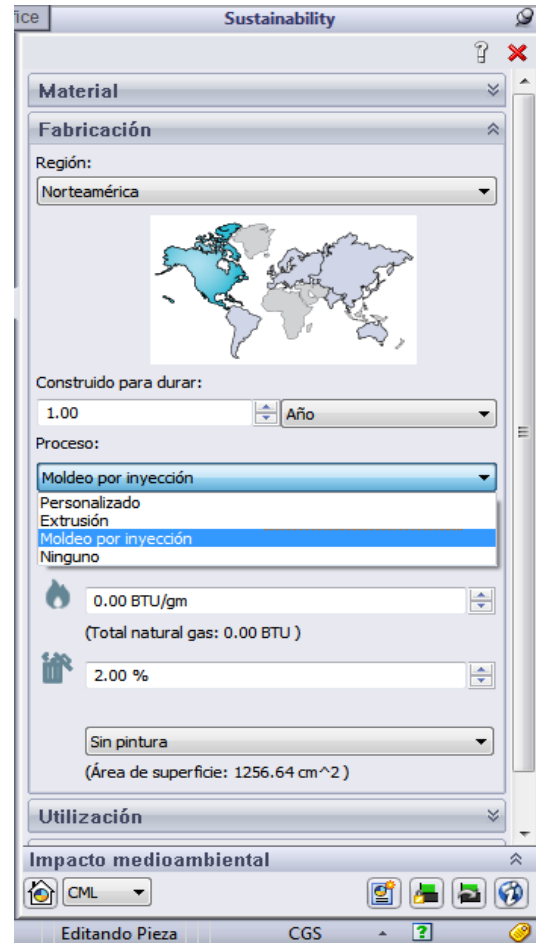 ice
Sustainability
Material
Fabricación
Región:
Norteamérica
Construido para durar:
1.00
Año
Proceso:
Moldeo por inyección
Personalizado
Extrusión
Moldeo por inyección
Ninguno
0.00 BTU/gm
(Total natural gas: 0.00 BTU )
2.00 %
Sin pintura
(Área de superficie: 1256.64 cm^2 )
Utilización
Impacto medioambiental
CML
Editando Pieza
CGS